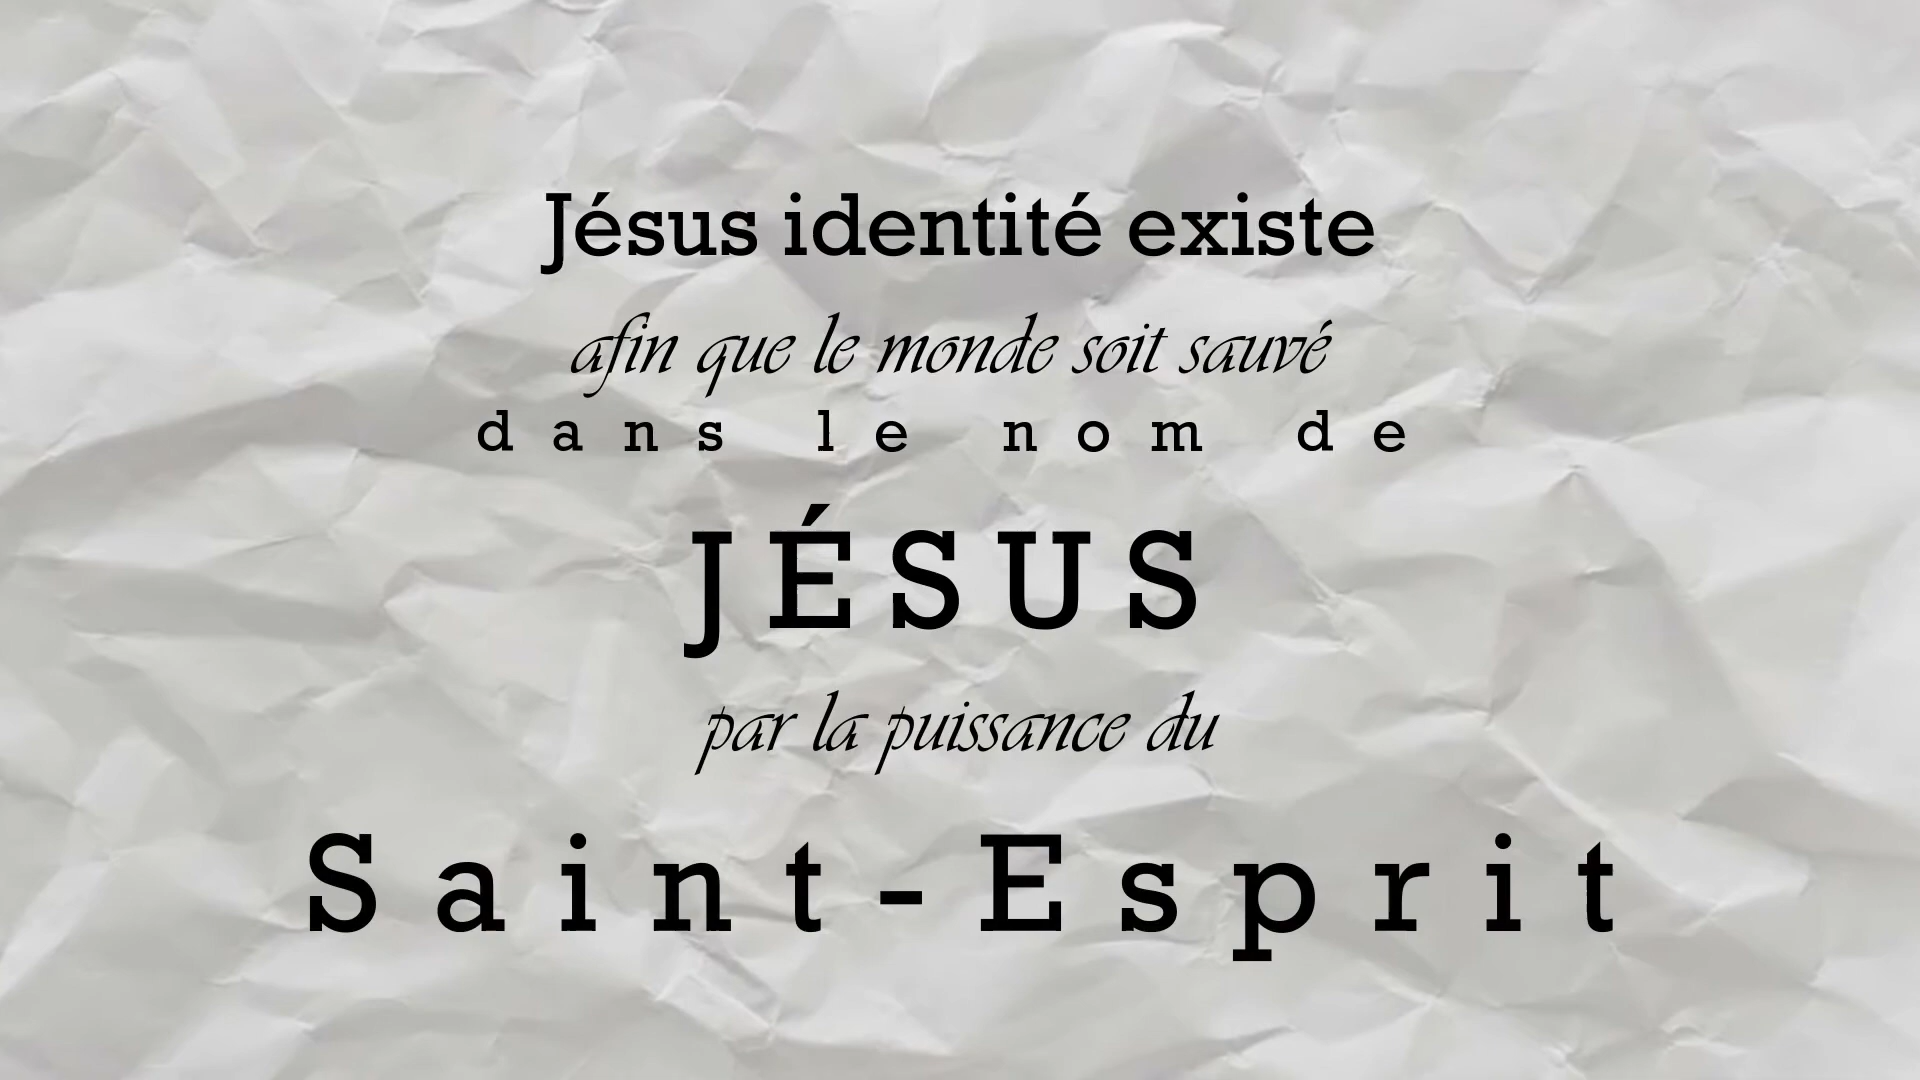 Jésus identité existe
afin que le monde soit sauvé
dans le nom de
JÉSUS
par la puissance du
Saint-Esprit